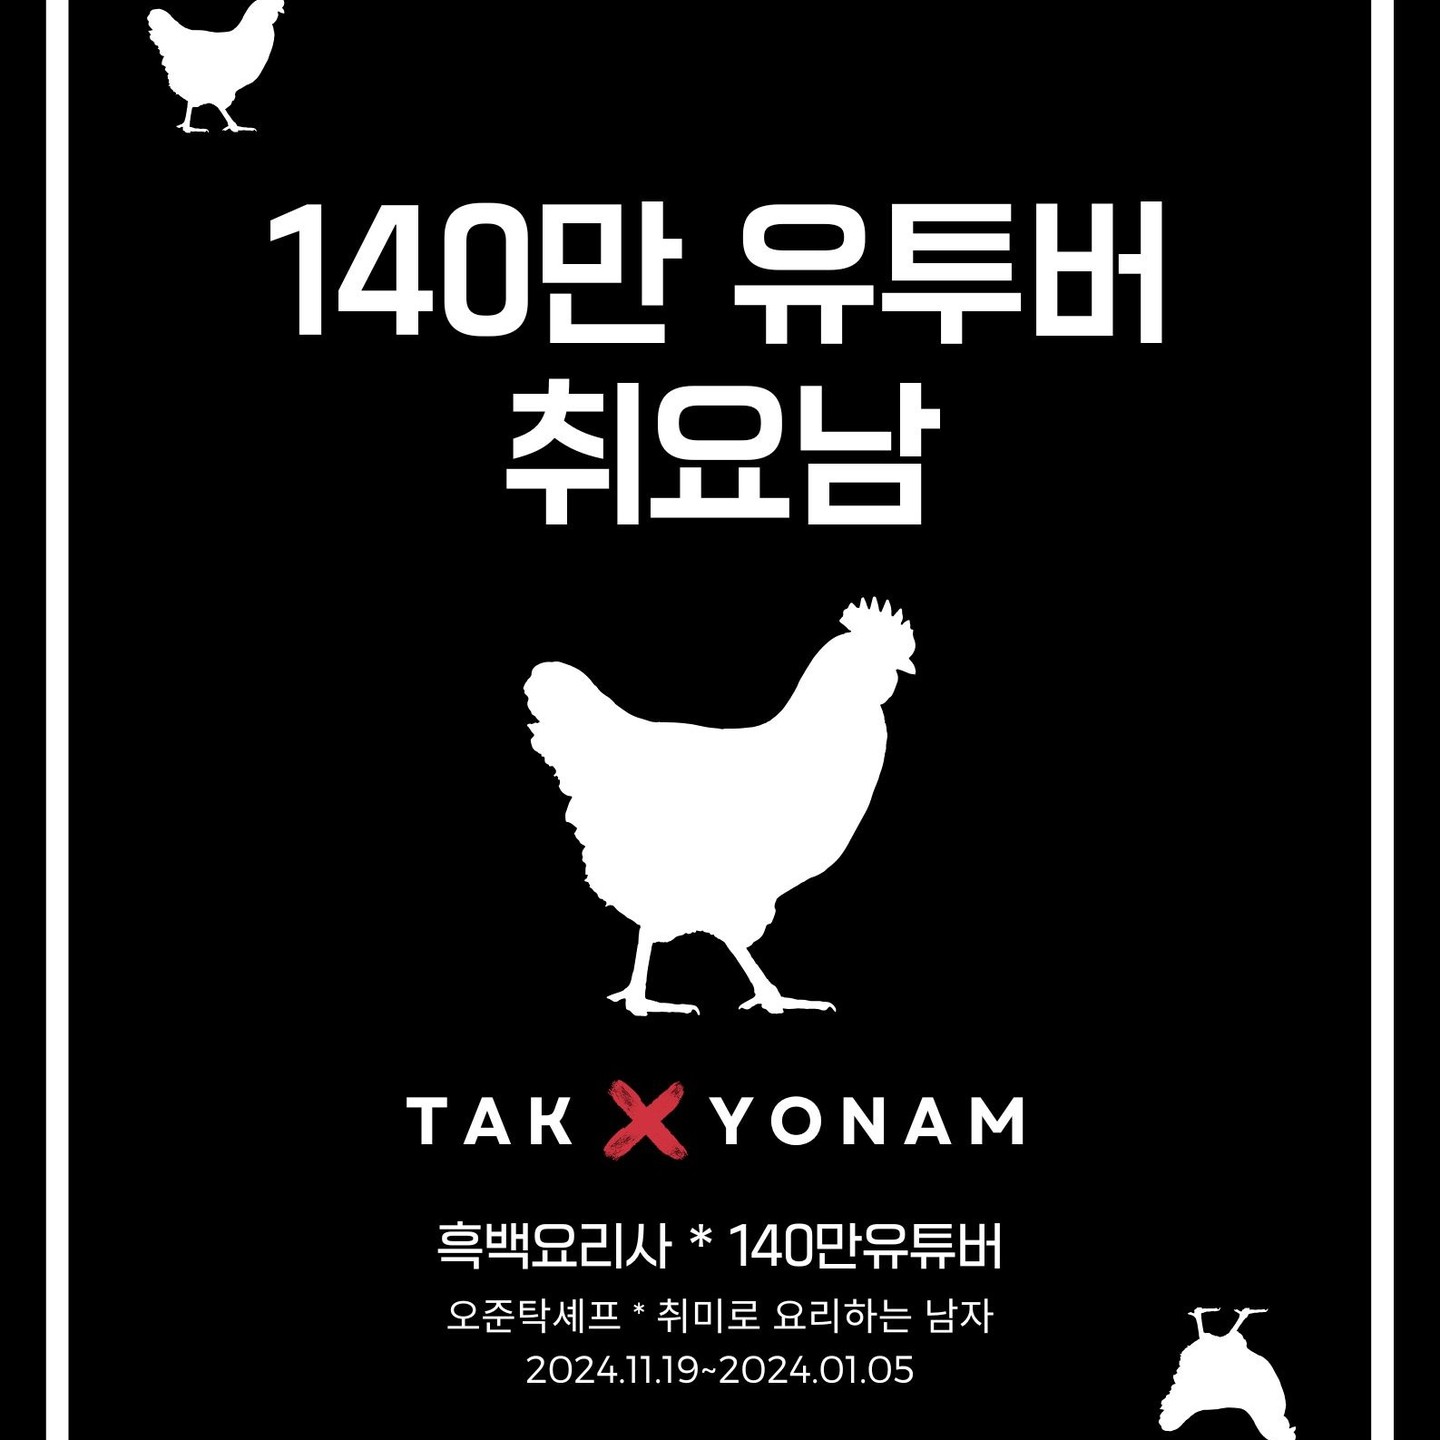 140만 유투버
취요남
TAK X YONAM
흑백요리사 * 140만유튜버
오준탁셰프 * 취미로 요리하는 남자
2024.11.19~2024.01.05